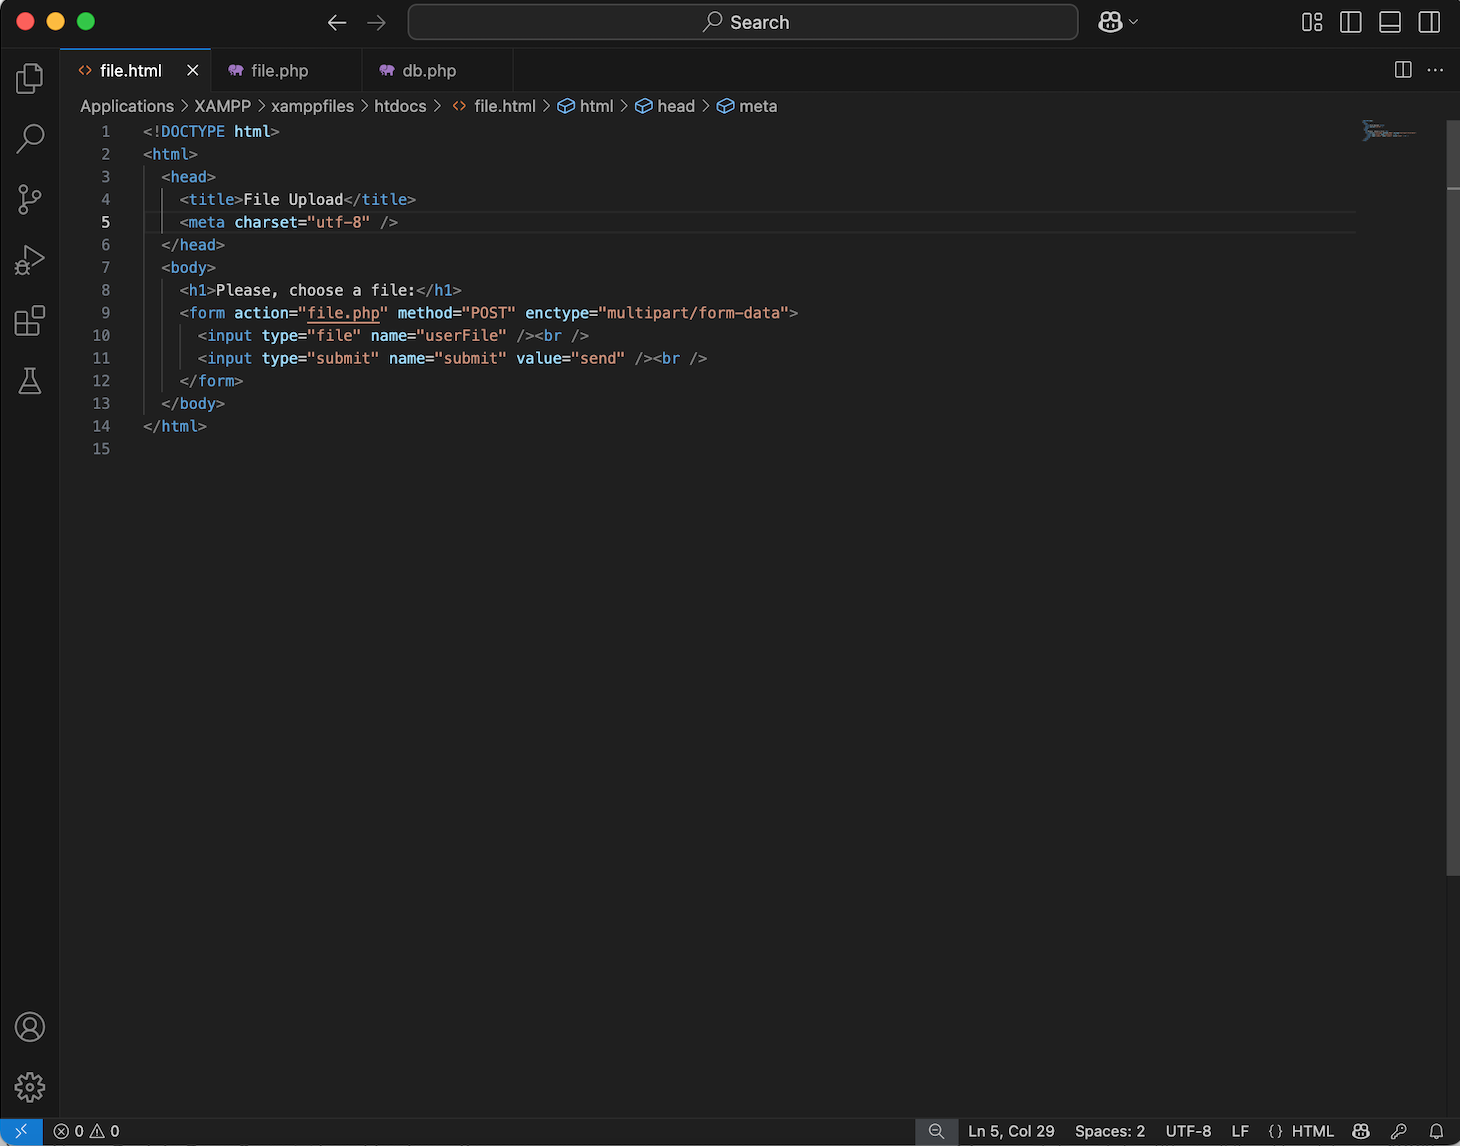 Search
file.html
file.php
db.php
Applications > XAMPP > xamppfiles > htdocs > file.html > html > head > meta
1 <!DOCTYPE html>
2 <html>
3 <head>
4 <title>File Upload</title>
5 <meta charset="utf-8" />
6 </head>
7 <body>
8 <h1>Please, choose a file:</h1>
9 <form action="file.php" method="POST" enctype="multipart/form-data">
10 <input type="file" name="userFile" /><br />
11 <input type="submit" name="submit" value="send" /><br />
12 </form>
13 </body>
14 </html>
15
0 0 Ln 5, Col 29 Spaces: 2 UTF-8 LF {} HTML